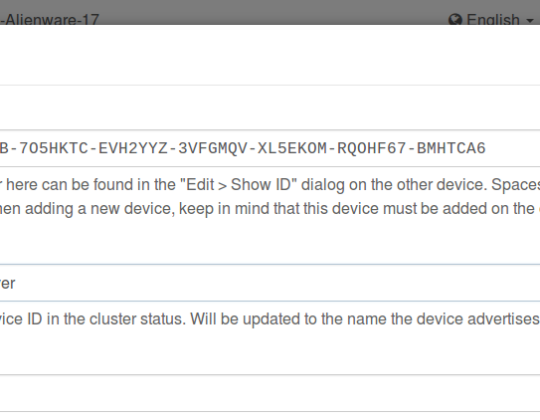 -Alienware-17
English
B-7O5HKTC-EVH2YYZ-3VFGMQV-XL5EKOM-RQOHF67-BMHTCA6
r here can be found in the "Edit > Show ID" dialog on the other device. Spaces
hen adding a new device, keep in mind that this device must be added on the
er
vice ID in the cluster status. Will be updated to the name the device advertises